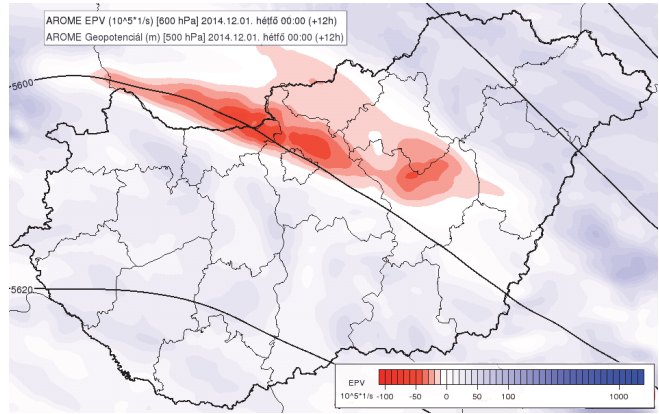 AROME EPV (10^5*1/s) [600 hPa] 2014.12.01. hétfő 00:00 (+12h)
AROME Geopotenciál (m) [500 hPa] 2014.12.01. hétfő 00:00 (+12h)
5600
5620
EPV
10^5*1/s
-100 -50 0 50 100 1000